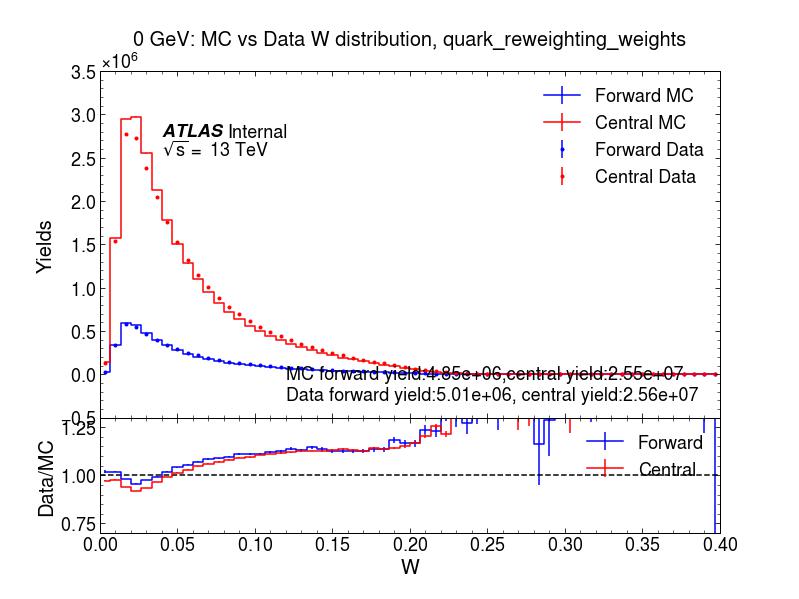 0 GeV: MC vs Data W distribution, quark_reweighting_weights
×10⁶
3.5
3.0
2.5
2.0
1.5
1.0
0.5
0.0
0.5
Yields
ATLAS Internal
√s = 13 TeV
Forward MC
Central MC
Forward Data
Central Data
MC forward yield:4.85e+06,central yield:2.55e+07
Data forward yield:5.01e+06, central yield:2.56e+07
1.25
1.00
0.75
Data/MC
Forward
Central
0.00 0.05 0.10 0.15 0.20 0.25 0.30 0.35 0.40
W